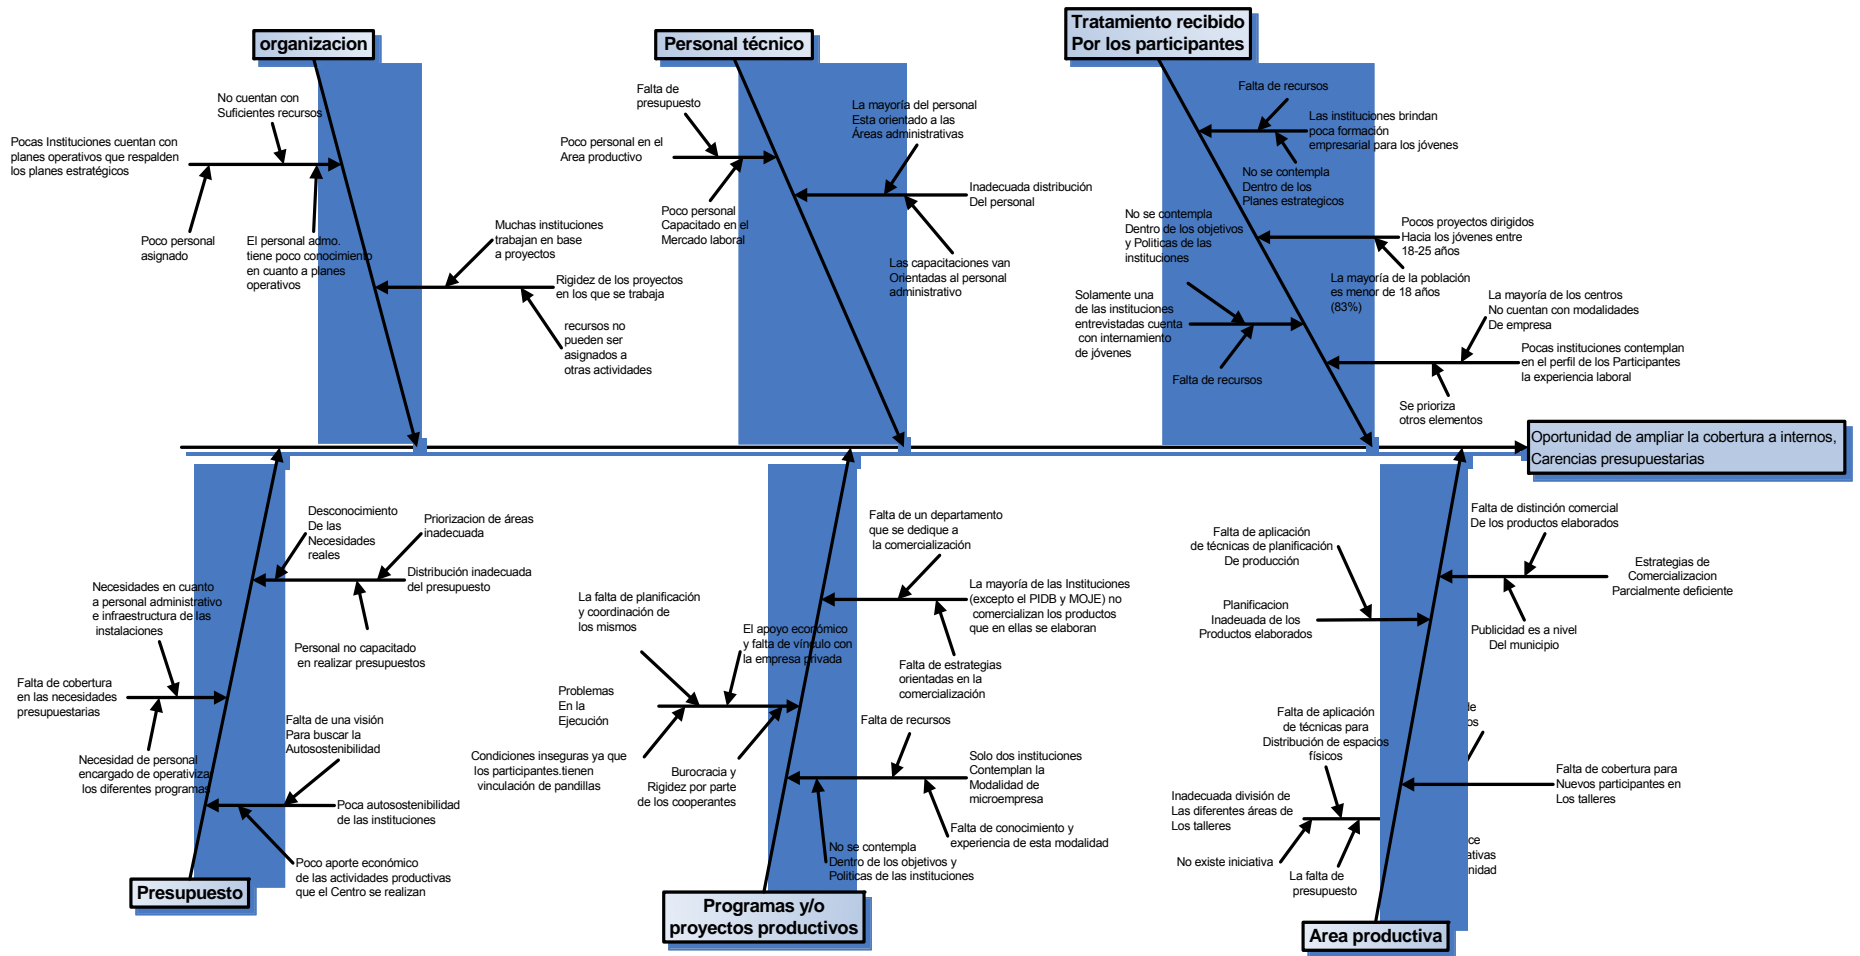 organizacion
Personal técnico
Tratamiento recibido
Por los participantes
No cuentan con
Suficientes recursos
Pocas Instituciones cuentan con
planes operativos que respalden
los planes estratégicos
Poco personal
asignado
El personal admo.
tiene poco conocimiento
en cuanto a planes
operativos
Muchas instituciones
trabajan en base
a proyectos
Rigidez de los proyectos
en los que se trabaja
recursos no
pueden ser
asignados a
otras actividades
Falta de
presupuesto
Poco personal en el
Area productivo
Poco personal
Capacitado en el
Mercado laboral
La mayoría del personal
Esta orientado a las
Áreas administrativas
Inadecuada distribución
Del personal
Las capacitaciones van
Orientadas al personal
administrativo
Falta de recursos
Las instituciones brindan
poca formación
empresarial para los jóvenes
No se contempla
Dentro de los
Planes estrategicos
No se contempla
Dentro de los objetivos
y Politicas de las
instituciones
Pocos proyectos dirigidos
Hacia los jóvenes entre
18-25 años
La mayoría de la población
es menor de 18 años
(83%)
Solamente una
de las instituciones
entrevistadas cuenta
con internamiento
de jóvenes
Falta de recursos
La mayoría de los centros
No cuentan con modalidades
De empresa
Pocas instituciones contemplan
en el perfil de los Participantes
la experiencia laboral
Se prioriza
otros elementos
Oportunidad de ampliar la cobertura a internos,
Carencias presupuestarias
Desconocimiento
De las
Necesidades
reales
Priorizacion de áreas
inadecuada
Distribución inadecuada
del presupuesto
Personal no capacitado
en realizar presupuestos
Necesidades en cuanto
a personal administrativo
e infraestructura de las
instalaciones
Falta de cobertura
en las necesidades
presupuestarias
Necesidad de personal
encargado de operativiza
los diferentes programas
Falta de una visión
Para buscar la
Autosostenibilidad
Poca autosostenibilidad
de las instituciones
Poco aporte económico
de las actividades productivas
que el Centro se realizan
Presupuesto
Falta de un departamento
que se dedique a
la comercialización
La mayoría de las Instituciones
(excepto el PIDB y MOJE) no
comercializan los productos
que en ellas se elaboran
Falta de estrategias
orientadas en la
comercialización
La falta de planificación
y coordinación de
los mismos
El apoyo económico
y falta de vínculo con
la empresa privada
Problemas
En la
Ejecución
Condiciones inseguras ya que
los participantes.tienen
vinculación de pandillas
Burocracia y
Rigidez por parte
de los cooperantes
Falta de recursos
Solo dos instituciones
Contemplan la
Modalidad de
microempresa
Falta de conocimiento y
experiencia de esta modalidad
No se contempla
Dentro de los objetivos y
Politicas de las instituciones
Programas y/o
proyectos productivos
Falta de distinción comercial
De los productos elaborados
Falta de aplicación
de técnicas de planificación
De producción
Estrategias de
Comercializacion
Parcialmente deficiente
Planificacion
Inadeuada de los
Productos elaborados
Publicidad es a nivel
Del municipio
Falta de aplicación
de técnicas para
Distribución de espacios
físicos
de
os
Falta de cobertura para
Nuevos participantes en
Los talleres
Inadecuada división de
Las diferentes áreas de
Los talleres
No existe iniciativa
La falta de
presupuesto
ce
ativas
nidad
Area productiva